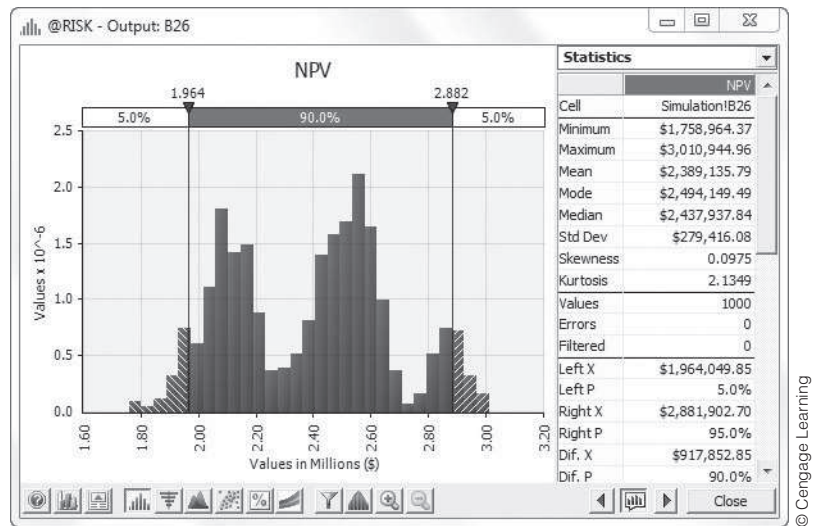 @RISK - Output: B26
NPV
1.964
2.882
5.0%
90.0%
5.0%
2.5
2.0
1.5
1.0
0.5
0.0
Values x 10^-6
1.60
1.80
2.00
2.20
2.40
2.60
2.80
3.00
3.20
Values in Millions ($)
Statistics
NPV
Cell Simulation!B26
Minimum $1,758,964.37
Maximum $3,010,944.96
Mean $2,389,135.79
Mode $2,494,149.49
Median $2,437,937.84
Std Dev $279,416.08
Skewness 0.0975
Kurtosis 2.1349
Values 1000
Errors 0
Filtered 0
Left X $1,964,049.85
Left P 5.0%
Right X $2,881,902.70
Right P 95.0%
Dif. X $917,852.85
Dif. P 90.0%
Close
© Cengage Learning